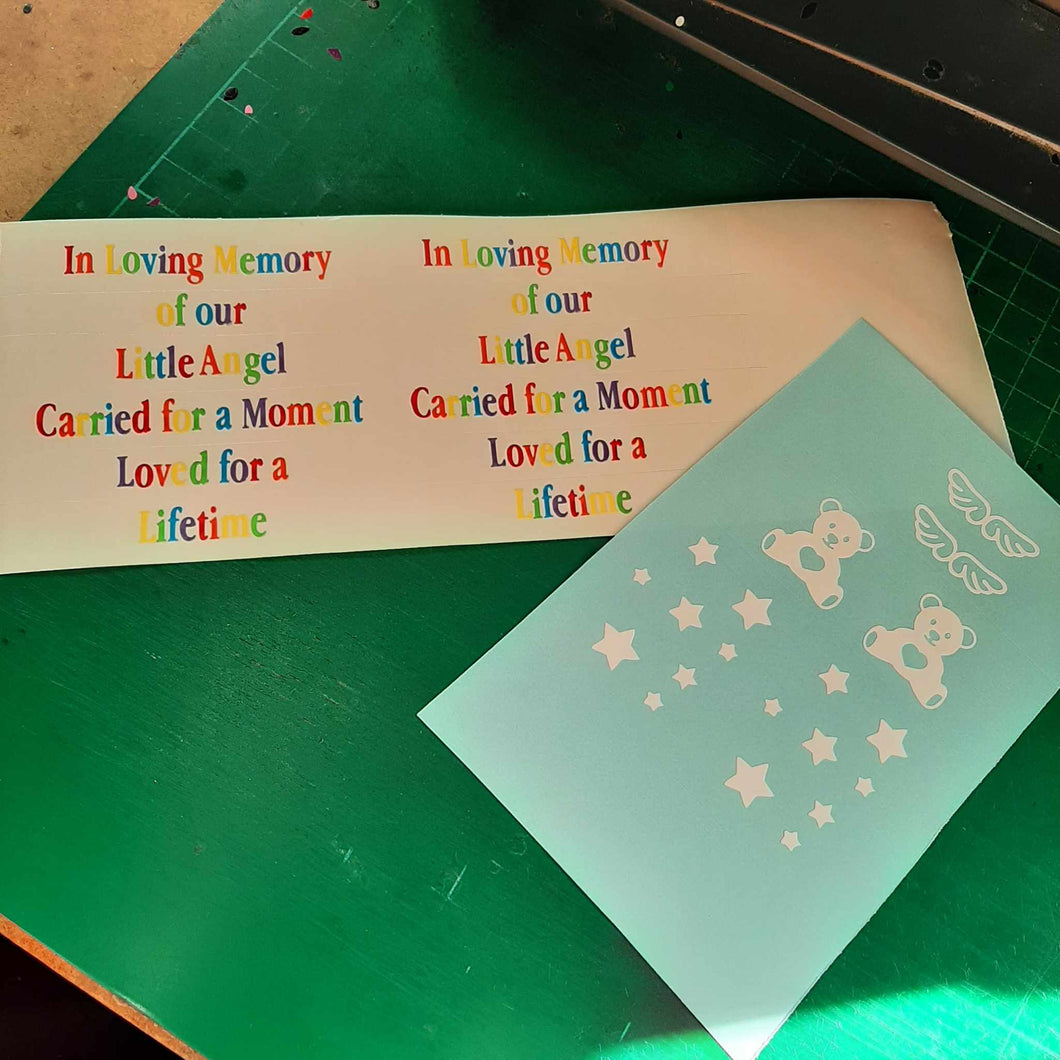 In Loving Memory
of our
Little Angel
Carried for a Moment
Loved for a
Lifetime
In Loving Memory
of our
Little Angel
Carried for a Moment
Loved for a
Lifetime